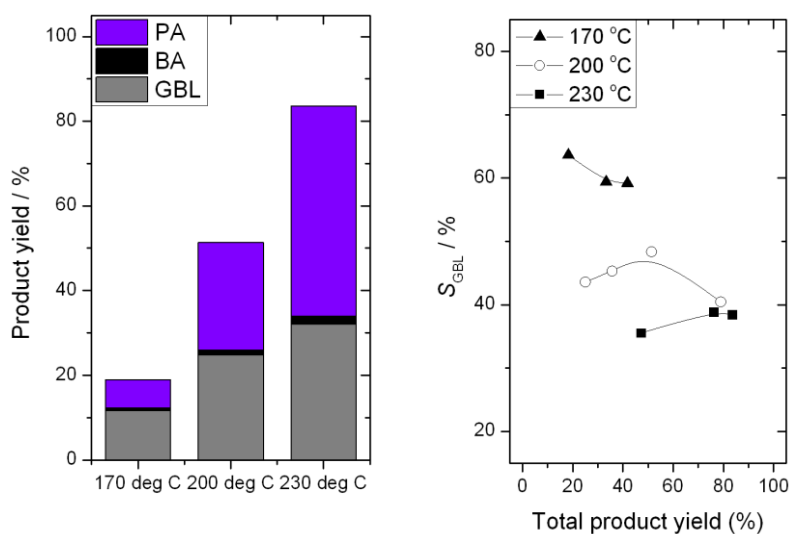 PA
BA
GBL
100
80
60
40
20
0
Product yield / %
170 deg C 200 deg C 230 deg C
170 °C
200 °C
230 °C
80
60
40
20
S_GBL / %
0 20 40 60 80 100
Total product yield (%)